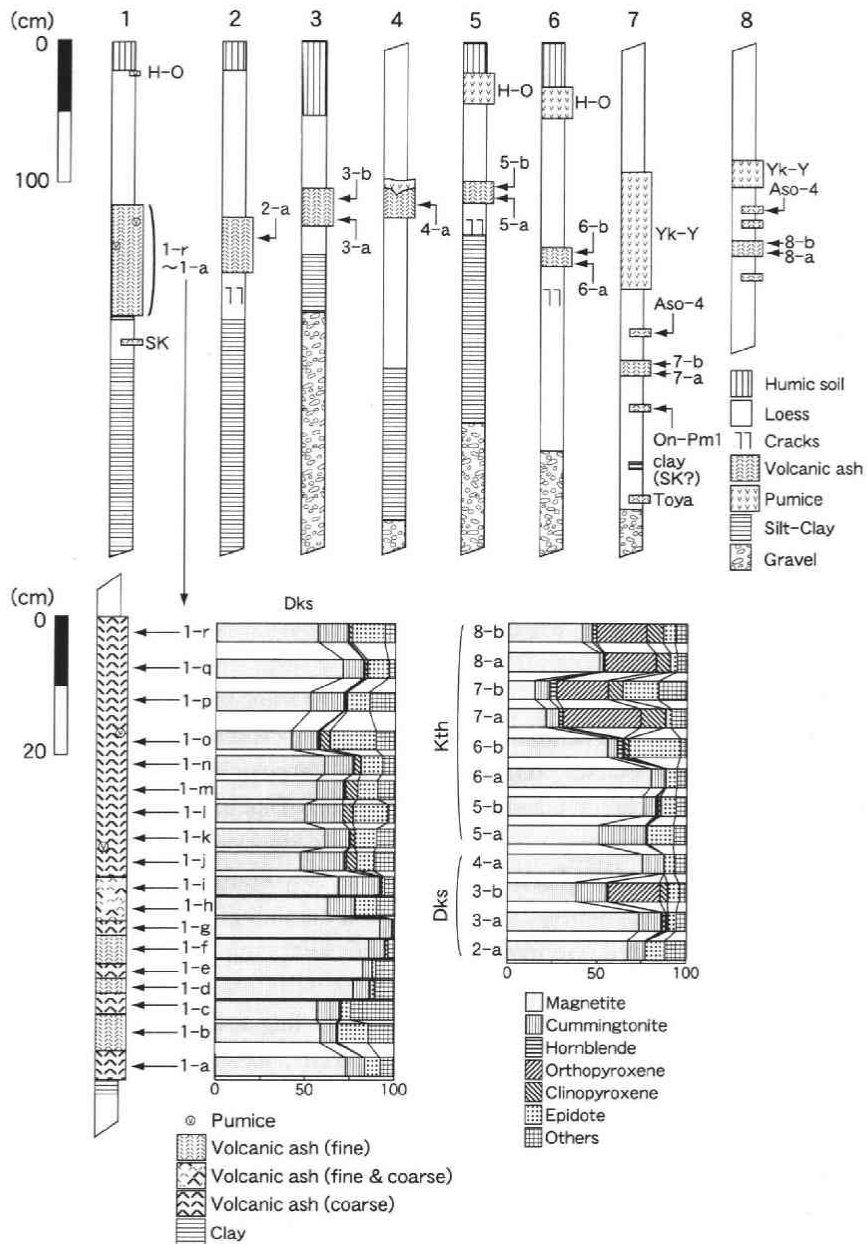 (cm)
1 2 3 4 5 6 7 8
0
100
H-O
1-r
～1-a
SK
2-a
3-b
3-a
4-a
H-O
5-b
5-a
H-O
6-b
6-a
Yk-Y
Aso-4
7-b
7-a
On-Pm1
clay
(SK?)
Toya
Yk-Y
Aso-4
8-b
8-a
Humic soil
Loess
Cracks
Volcanic ash
Pumice
Silt-Clay
Gravel
(cm)
0
20
Dks
1-r
1-q
1-p
1-o
1-n
1-m
1-l
1-k
1-j
1-i
1-h
1-g
1-f
1-e
1-d
1-c
1-b
1-a
0 50 100
Pumice
Volcanic ash (fine)
Volcanic ash (fine & coarse)
Volcanic ash (coarse)
Clay
Kth
8-b
8-a
7-b
7-a
6-b
6-a
5-b
5-a
Dks
4-a
3-b
3-a
2-a
0 50 100
Magnetite
Cummingtonite
Hornblende
Orthopyroxene
Clinopyroxene
Epidote
Others